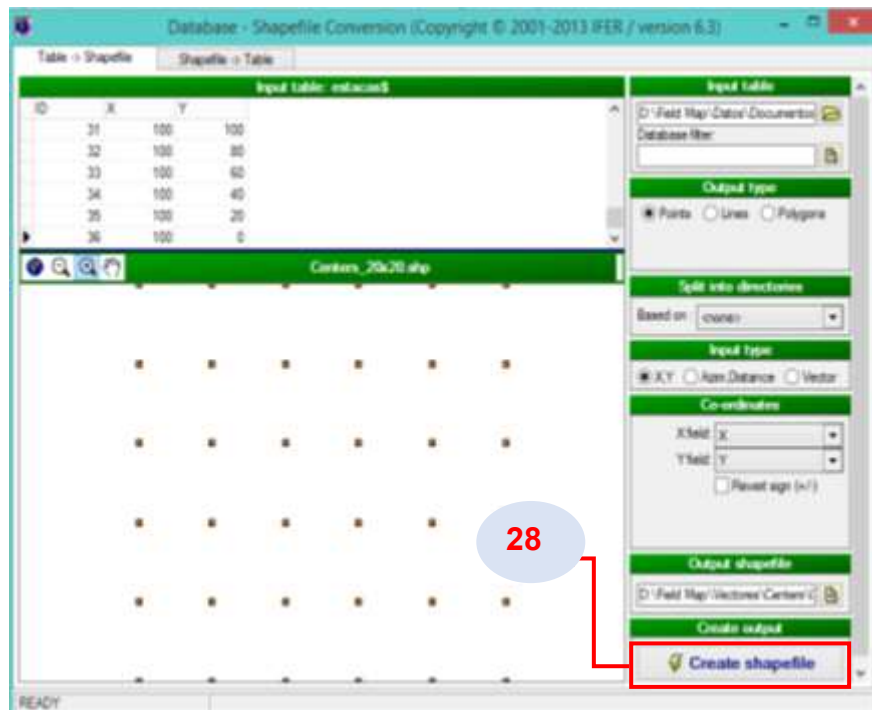 Database - Shapefile Conversion (Copyright © 2001-2013 IFER / version 6.3)
Table -> Shapefile Shapefile -> Table
Input table: estacas$
ID X Y
31 100 100
32 100 80
33 100 60
34 100 40
35 100 20
36 100 0
Centers_20x20.shp
Input table
D:\Field Map\Datos\Documentos
Database filter:
Output type
Points Lines Polygons
Split into directories
Based on <none>
Input type
X,Y Azim,Distance Vector
Co-ordinates
X field: X
Y field: Y
Revert sign (+/-)
28
Output shapefile
D:\Field Map\Vectores\Centers\C
Create output
Create shapefile
READY